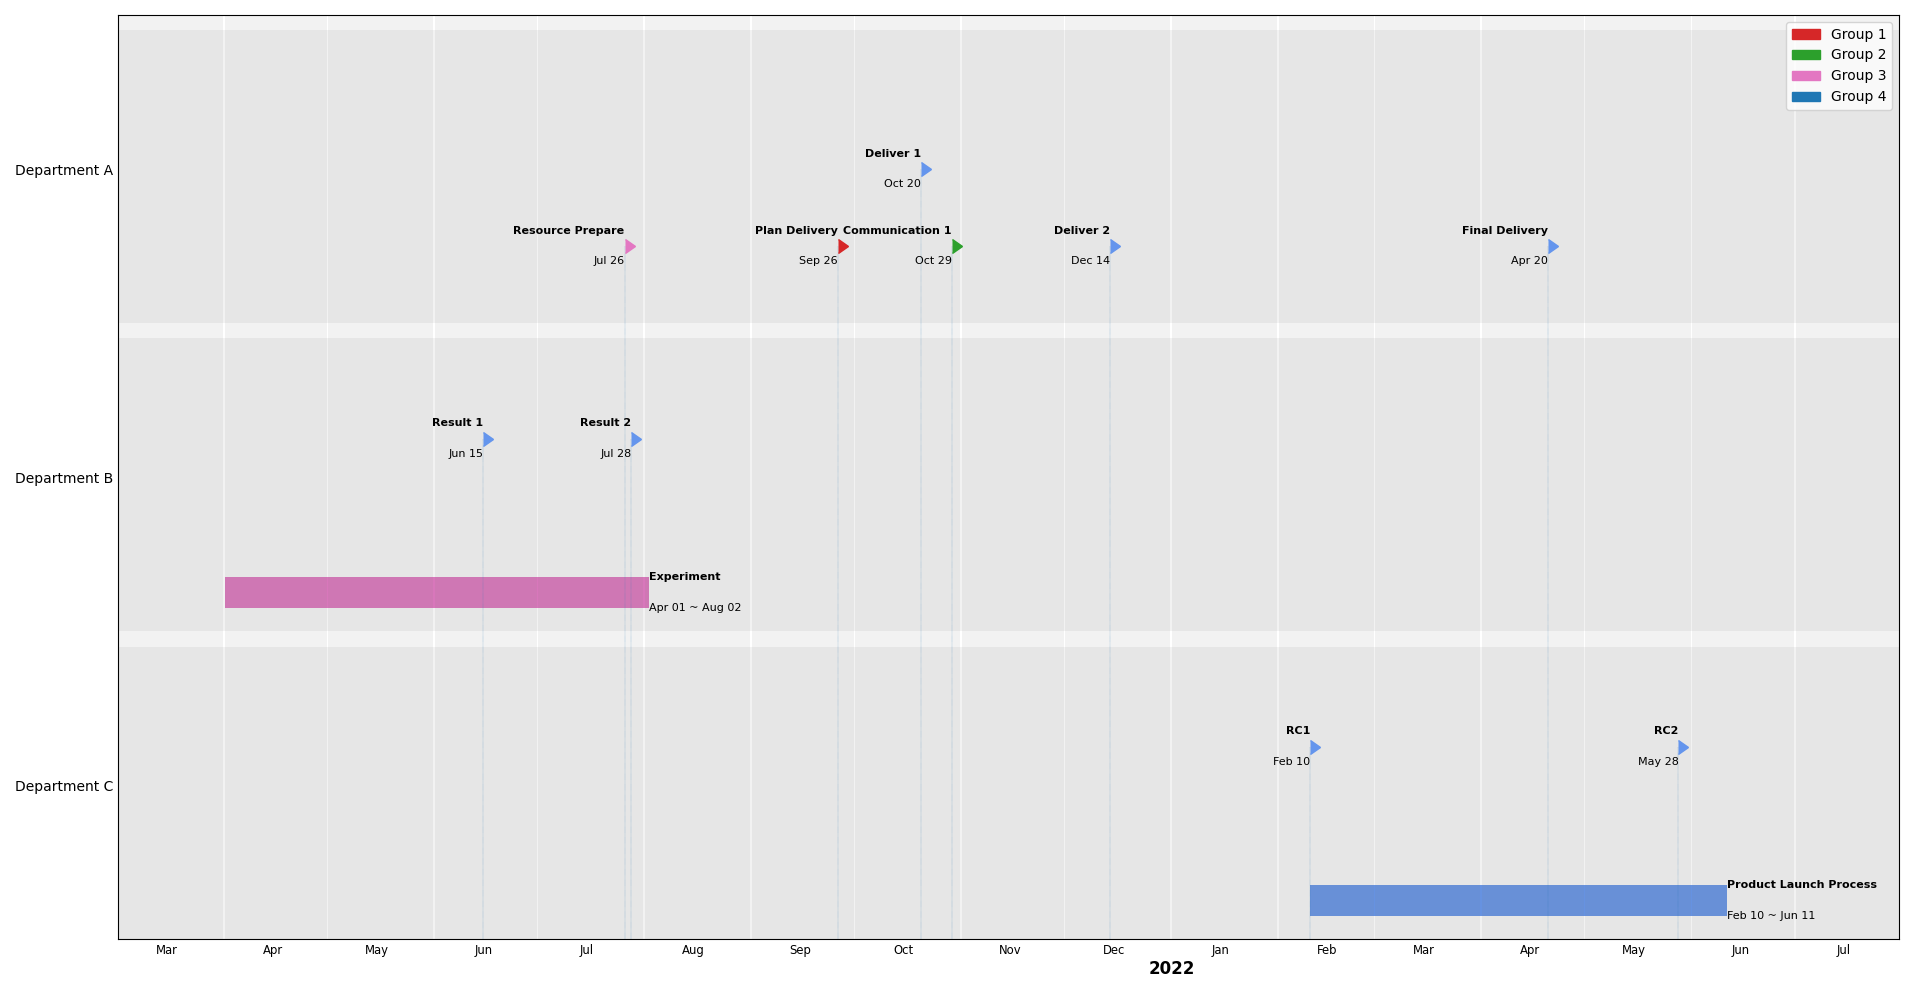 Group 1
Group 2
Group 3
Group 4
Department A
Deliver 1
Oct 20
Resource Prepare
Jul 26
Plan Delivery
Sep 26
Communication 1
Oct 29
Deliver 2
Dec 14
Final Delivery
Apr 20
Department B
Result 1
Jun 15
Result 2
Jul 28
Experiment
Apr 01 ~ Aug 02
Department C
RC1
Feb 10
RC2
May 28
Product Launch Process
Feb 10 ~ Jun 11
Mar Apr May Jun Jul Aug Sep Oct Nov Dec Jan Feb Mar Apr May Jun Jul
2022